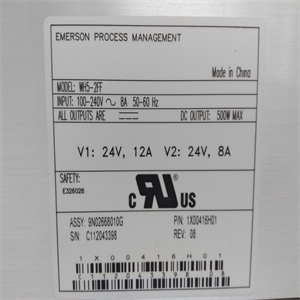 EMERSON PROCESS MANAGEMENT
Made in China
MODEL: WH5-2FF
INPUT: 100-240V ~ 8A 50-60 Hz
ALL OUTPUTS ARE: === DC OUTPUT: 500W MAX
V1: 24V, 12A V2: 24V, 8A
SAFETY:
E326026
c RU US
ASSY: 9N02668010G P/N: 1X00416H01
S/N: C112043398 REV: 08
1X00416H01